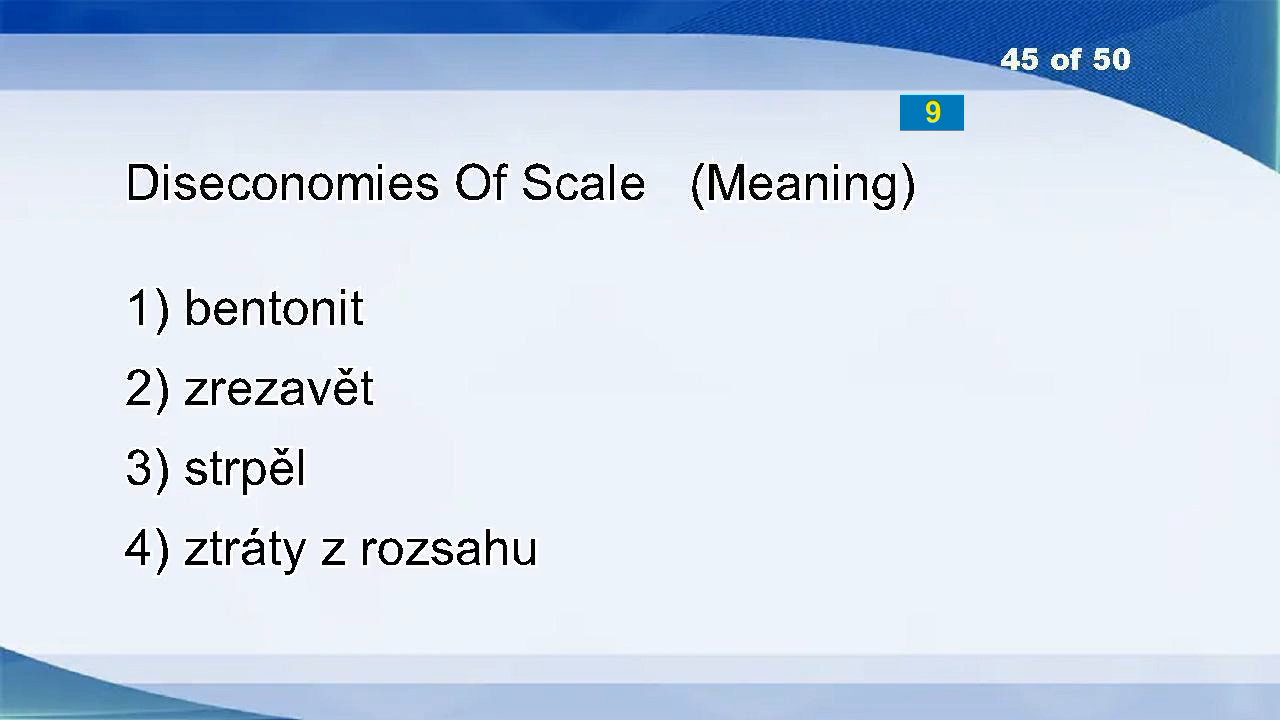 45 of 50
9
Diseconomies Of Scale (Meaning)
1) bentonit
2) zrezavět
3) strpěl
4) ztráty z rozsahu